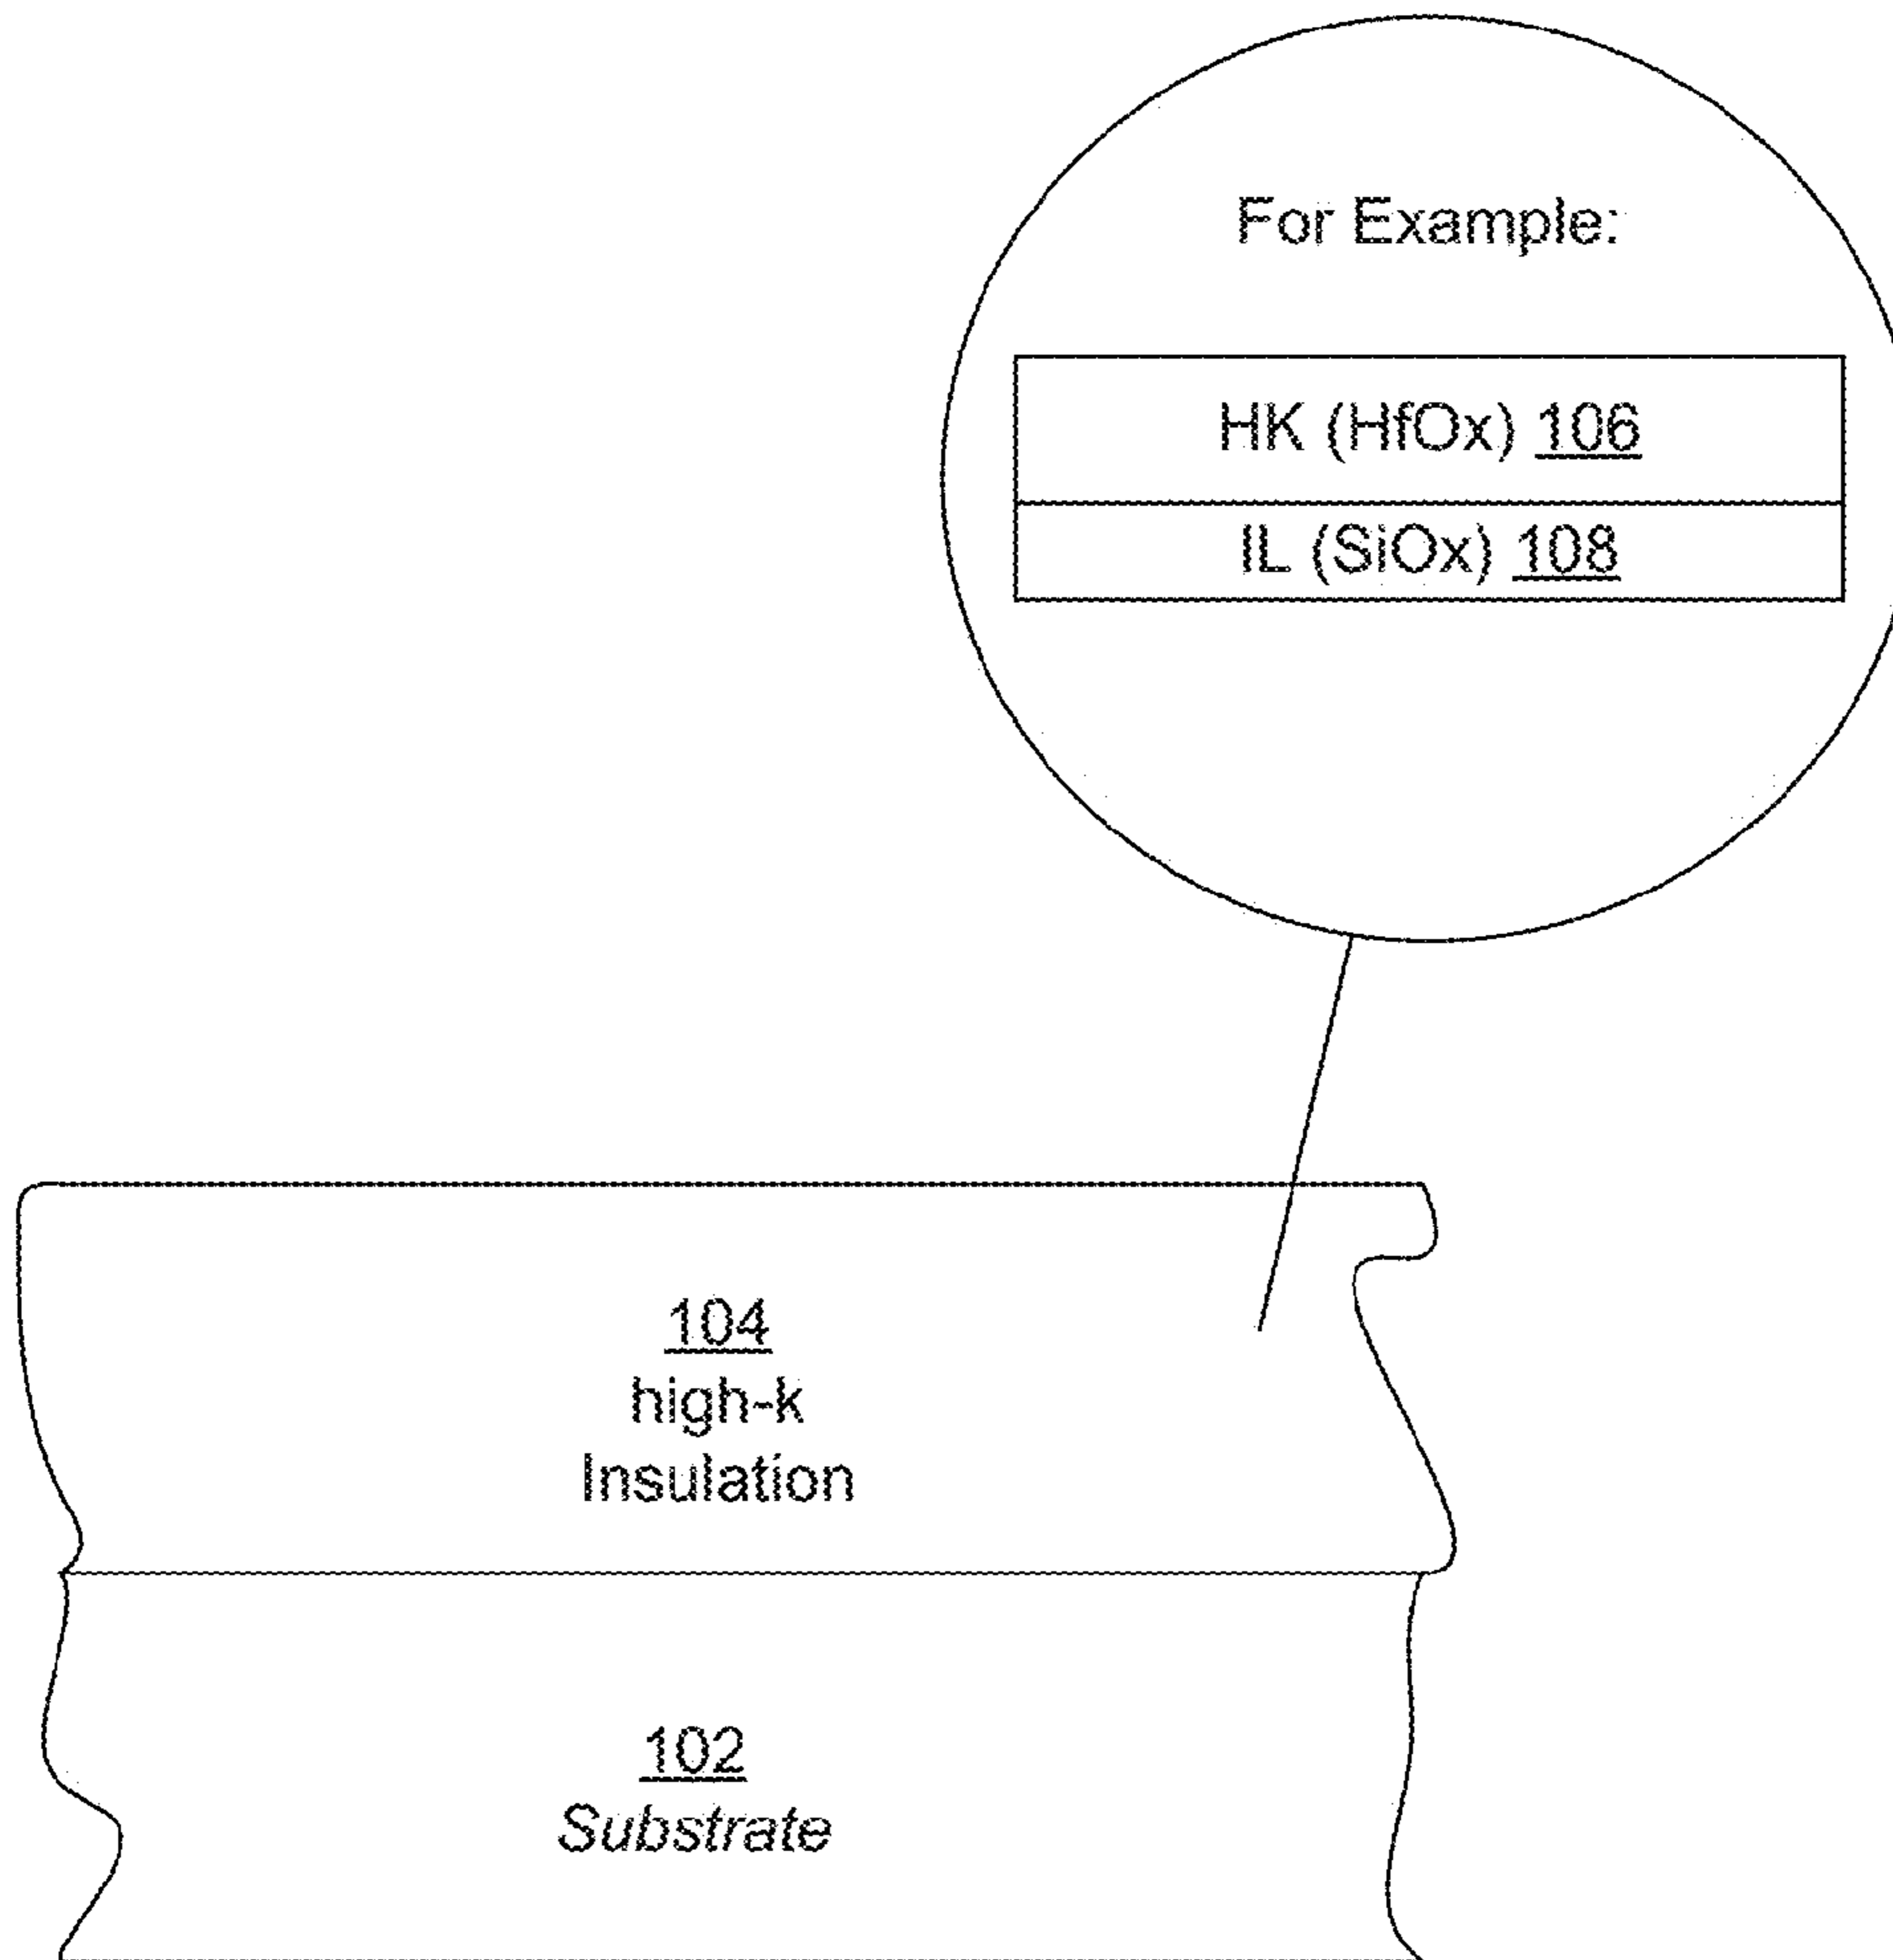 For Example:
HK (HfOx) 106
IL (SiOx) 108
104
high-k
Insulation
102
Substrate